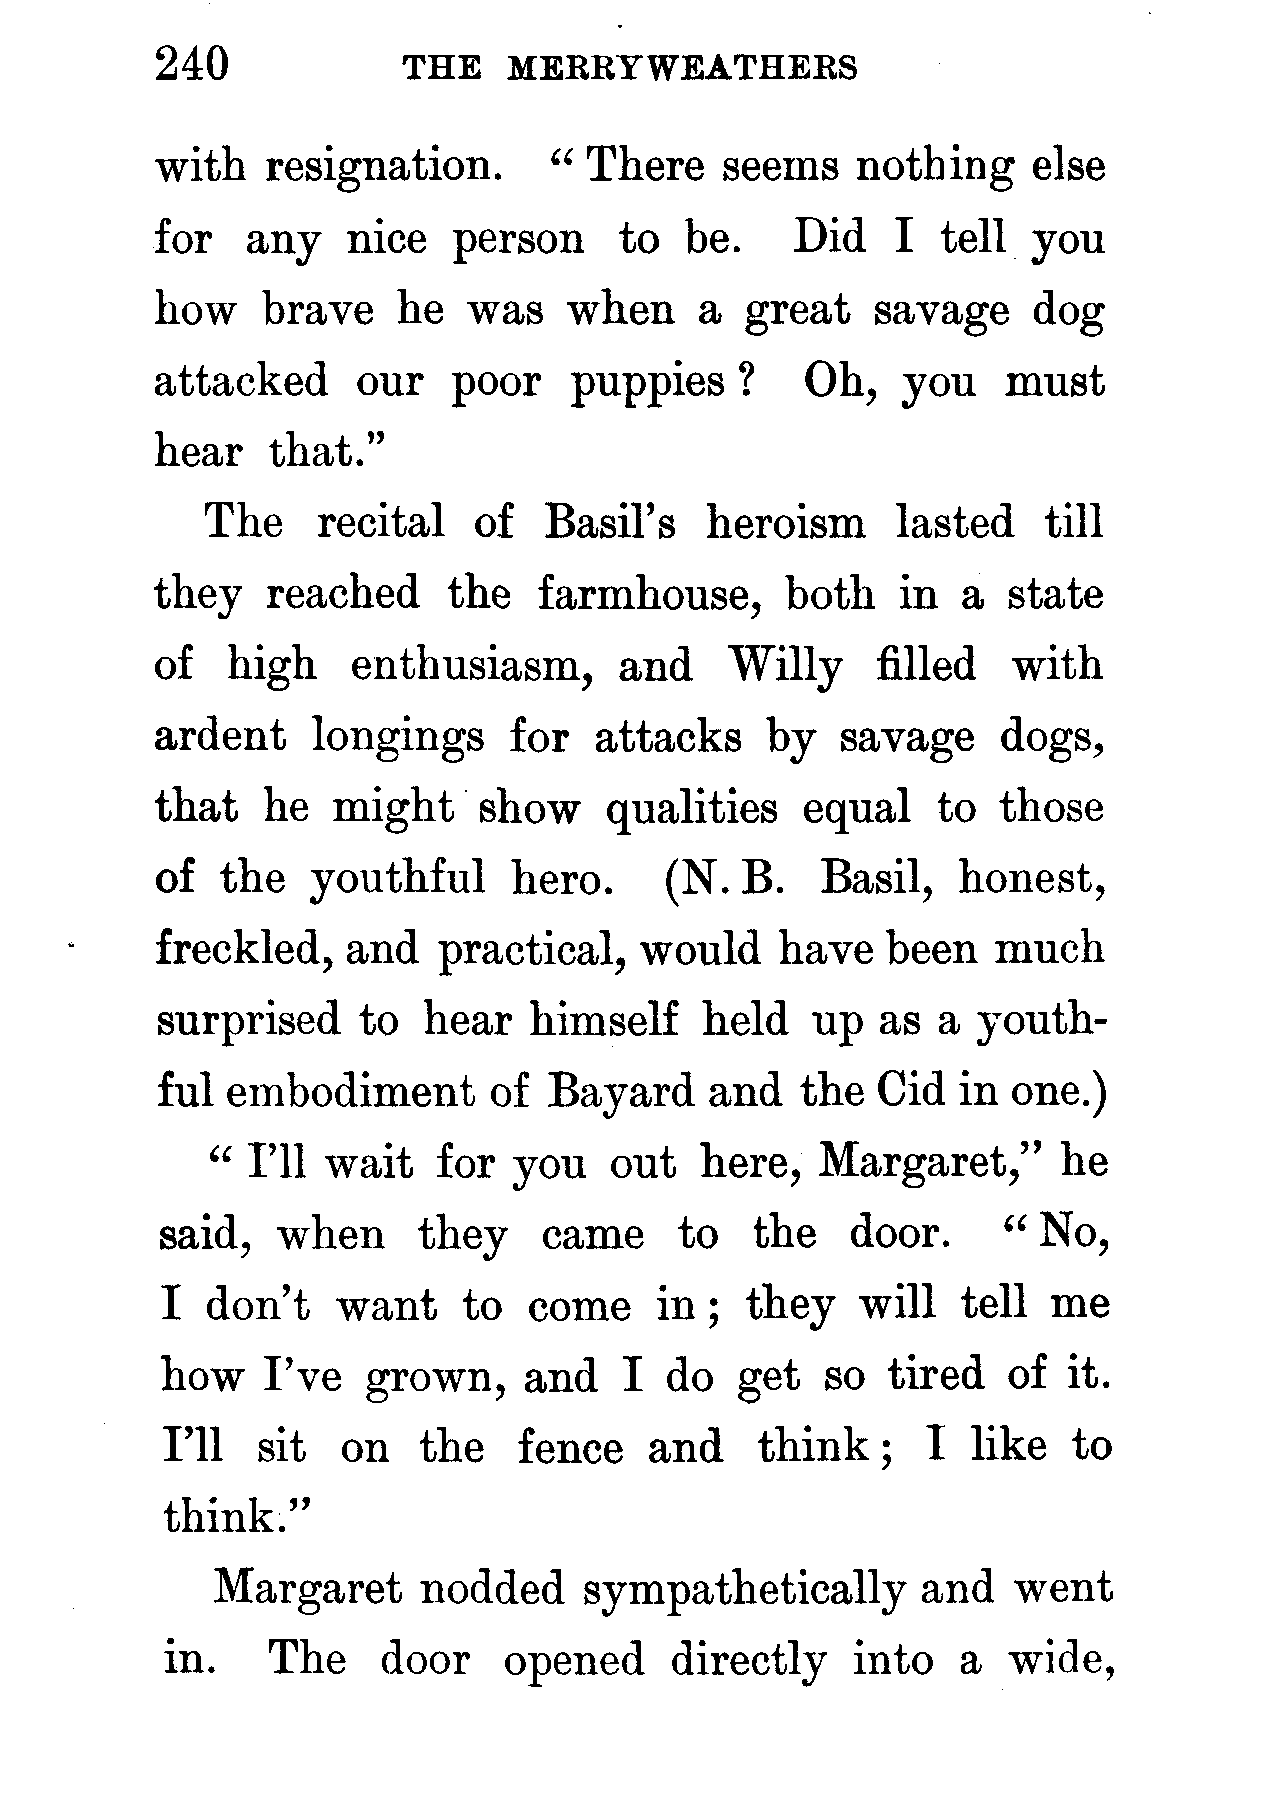 240 THE MERRYWEATHERS
with resignation. “ There seems nothing else
for any nice person to be. Did I tell you
how brave he was when a great savage dog
attacked our poor puppies ? Oh, you must
hear that.”
The recital of Basil’s heroism lasted till
they reached the farmhouse, both in a state
of high enthusiasm, and Willy filled with
ardent longings for attacks by savage dogs,
that he might show qualities equal to those
of the youthful hero. (N. B. Basil, honest,
freckled, and practical, would have been much
surprised to hear himself held up as a youth-
ful embodiment of Bayard and the Cid in one.)
“ I’ll wait for you out here, Margaret,” he
said, when they came to the door. “ No,
I don’t want to come in ; they will tell me
how I’ve grown, and I do get so tired of it.
I’ll sit on the fence and think ; I like to
think.”
Margaret nodded sympathetically and went
in. The door opened directly into a wide,